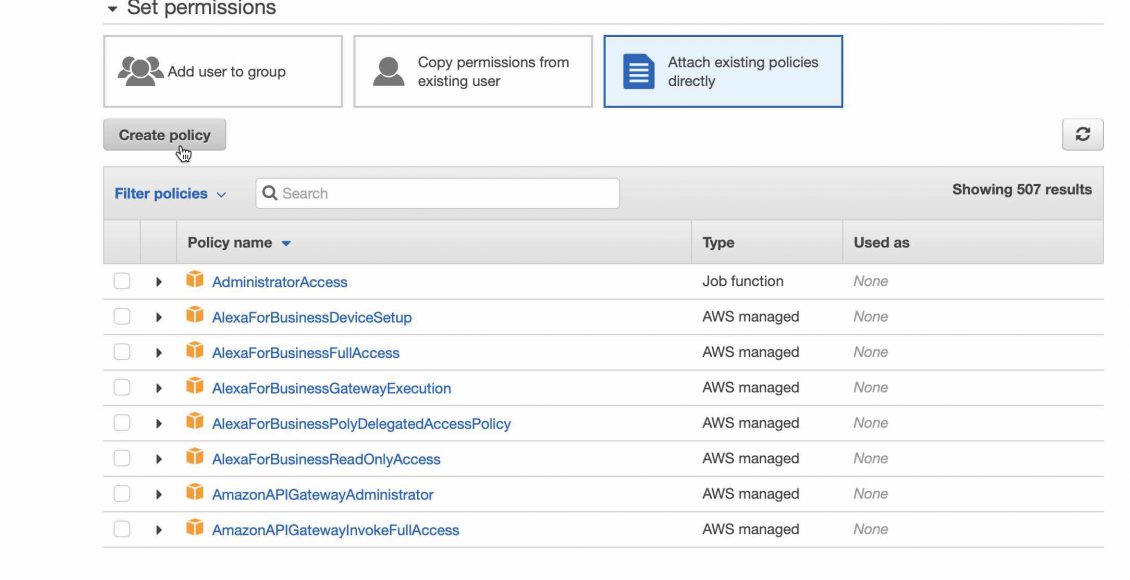 Set permissions
Add user to group
Copy permissions from
existing user
Attach existing policies
directly
Create policy
Filter policies
Search
Showing 507 results
Policy name Type Used as
AdministratorAccess Job function None
AlexaForBusinessDeviceSetup AWS managed None
AlexaForBusinessFullAccess AWS managed None
AlexaForBusinessGatewayExecution AWS managed None
AlexaForBusinessPolyDelegatedAccessPolicy AWS managed None
AlexaForBusinessReadOnlyAccess AWS managed None
AmazonAPIGatewayAdministrator AWS managed None
AmazonAPIGatewayInvokeFullAccess AWS managed None